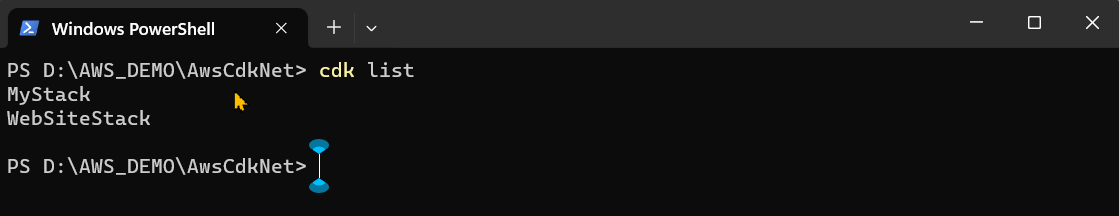 Windows PowerShell
PS D:\AWS_DEMO\AwsCdkNet> cdk list
MyStack
WebSiteStack
PS D:\AWS_DEMO\AwsCdkNet>